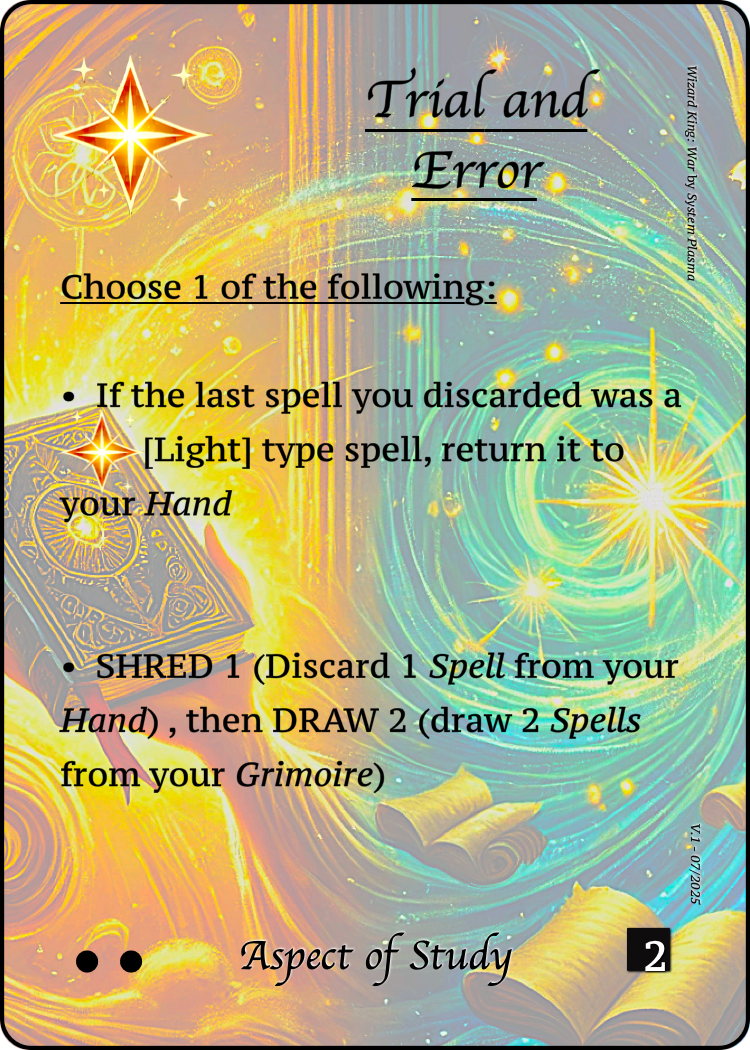 Trial and
Error
Wizard King: War by System Plasma
Choose 1 of the following:
• If the last spell you discarded was a
[Light] type spell, return it to
your Hand
• SHRED 1 (Discard 1 Spell from your
Hand) , then DRAW 2 (draw 2 Spells
from your Grimoire)
V.1 - 07/2025
Aspect of Study
2